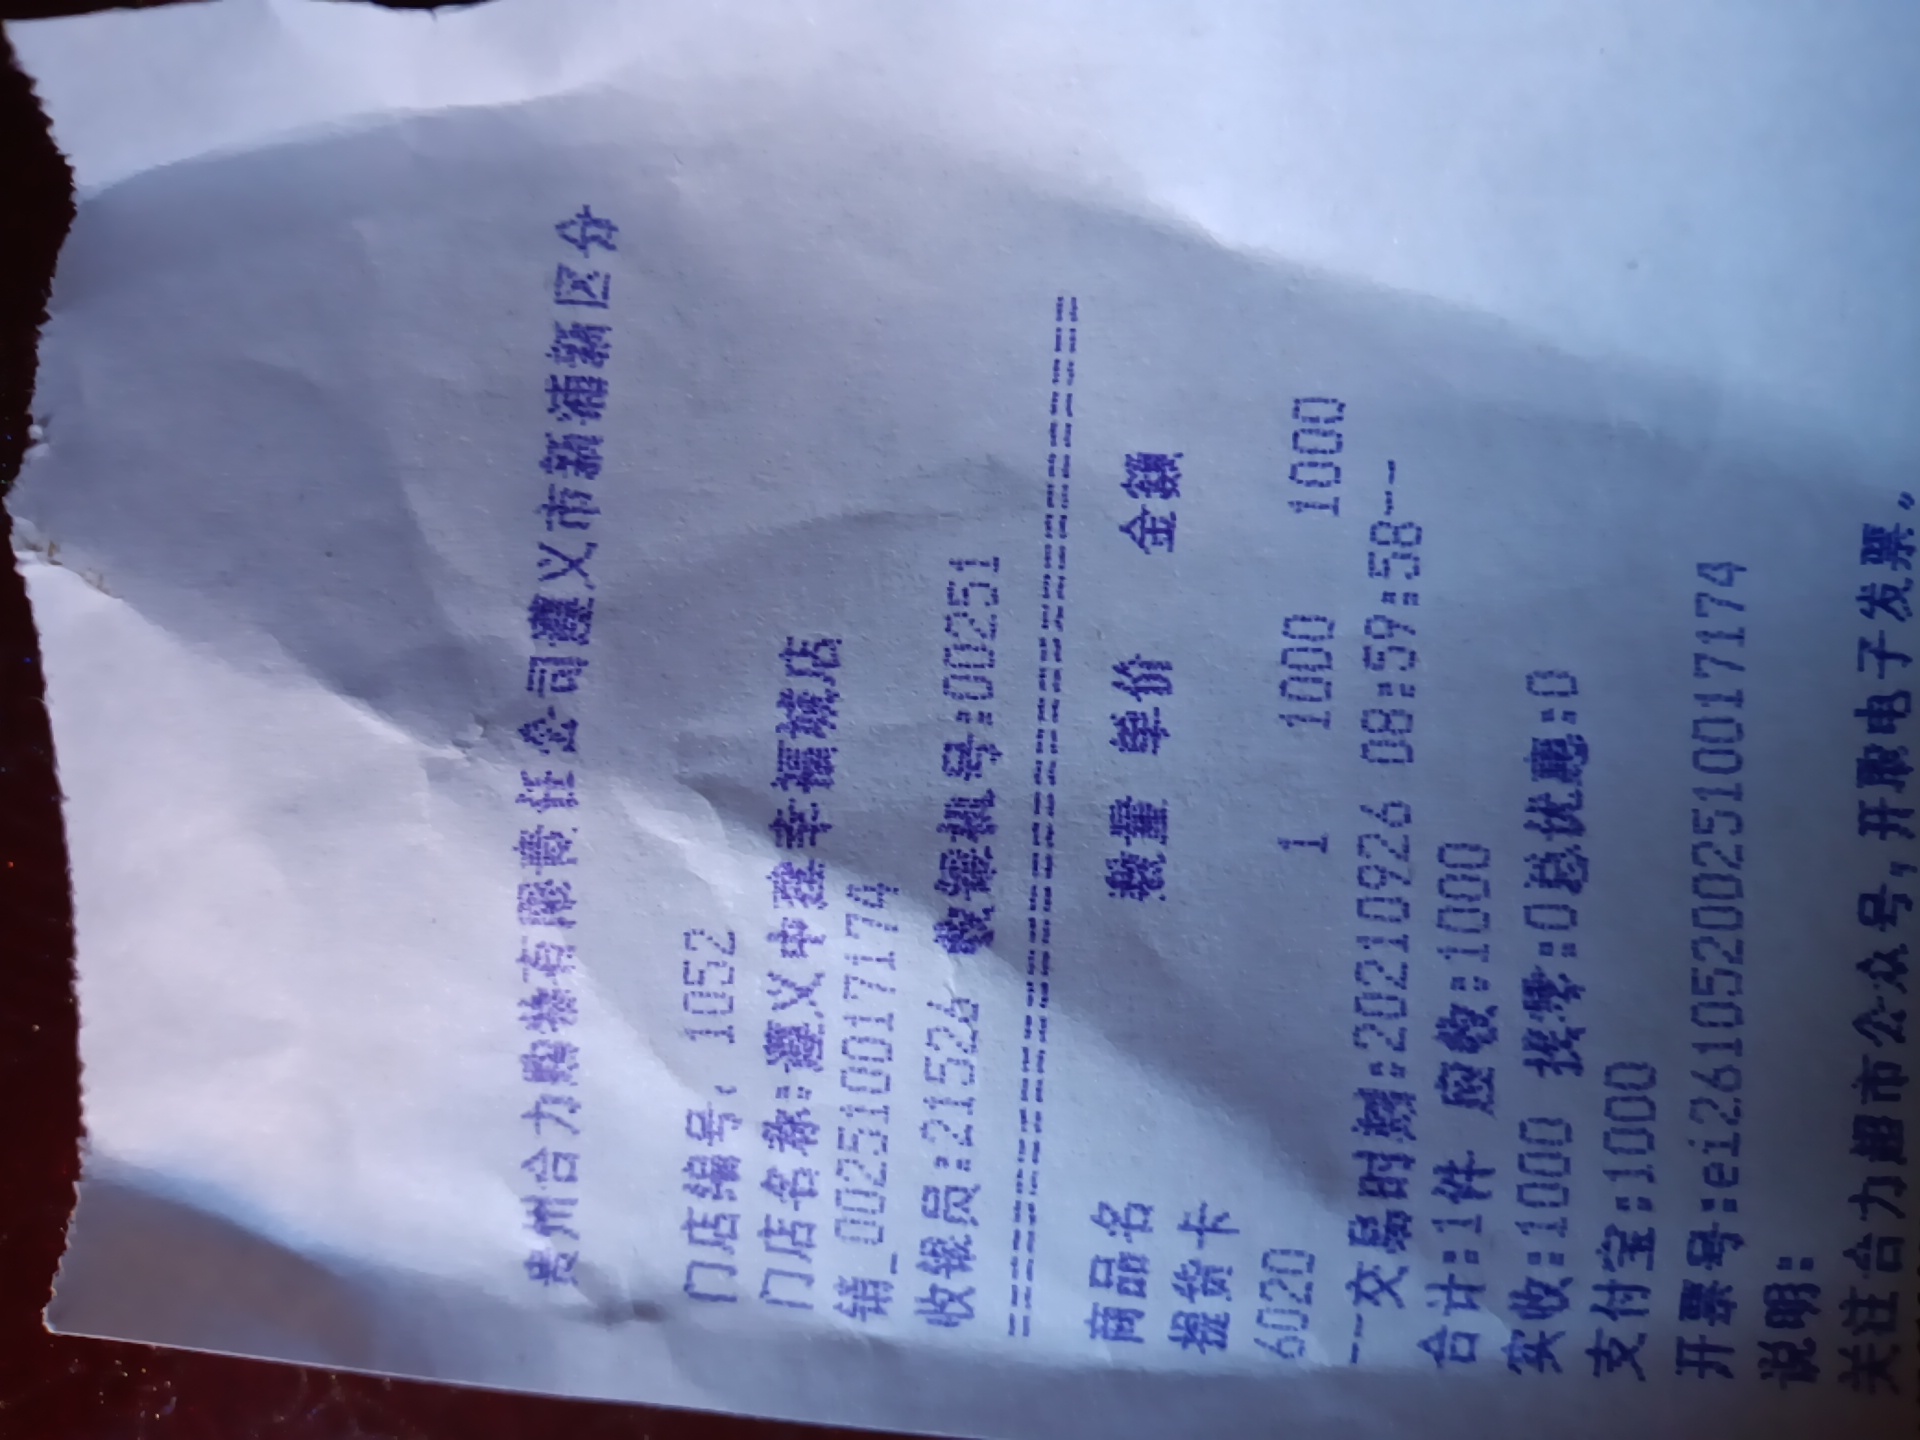 贵州合力购物有限责任公司遵义市新浦新区分
门店编号: 1052
门店名称:遵义中建幸福城店
销_002510017174
收银员:21526 收银机号:00251
==========================================
商品名 数量 单价 金额
提货卡
6020 1 1000 1000
--交易时间:20210926 08:59:58--
合计:1件 应收:1000
实收:1000 找零:0总优惠:0
支付宝:1000
开票号:ei261052002510017174
说明:
关注合力超市公众号,开取电子发票。